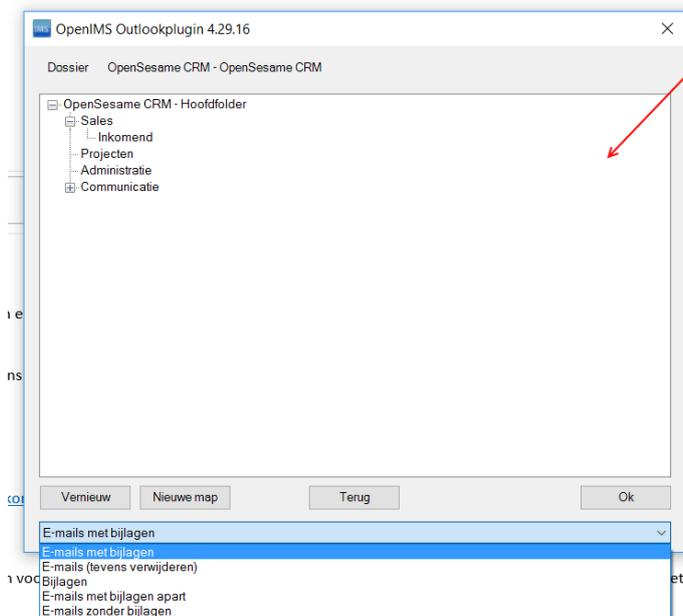 IMS OpenIMS Outlookplugin 4.29.16
Dossier OpenSesame CRM - OpenSesame CRM
OpenSesame CRM - Hoofdfolder
Sales
Inkomend
Projecten
Administratie
Communicatie
ns
Vernieuw Nieuwe map Terug Ok
E-mails met bijlagen
E-mails met bijlagen
E-mails (tevens verwijderen)
Bijlagen
E-mails met bijlagen apart
E-mails zonder bijlagen